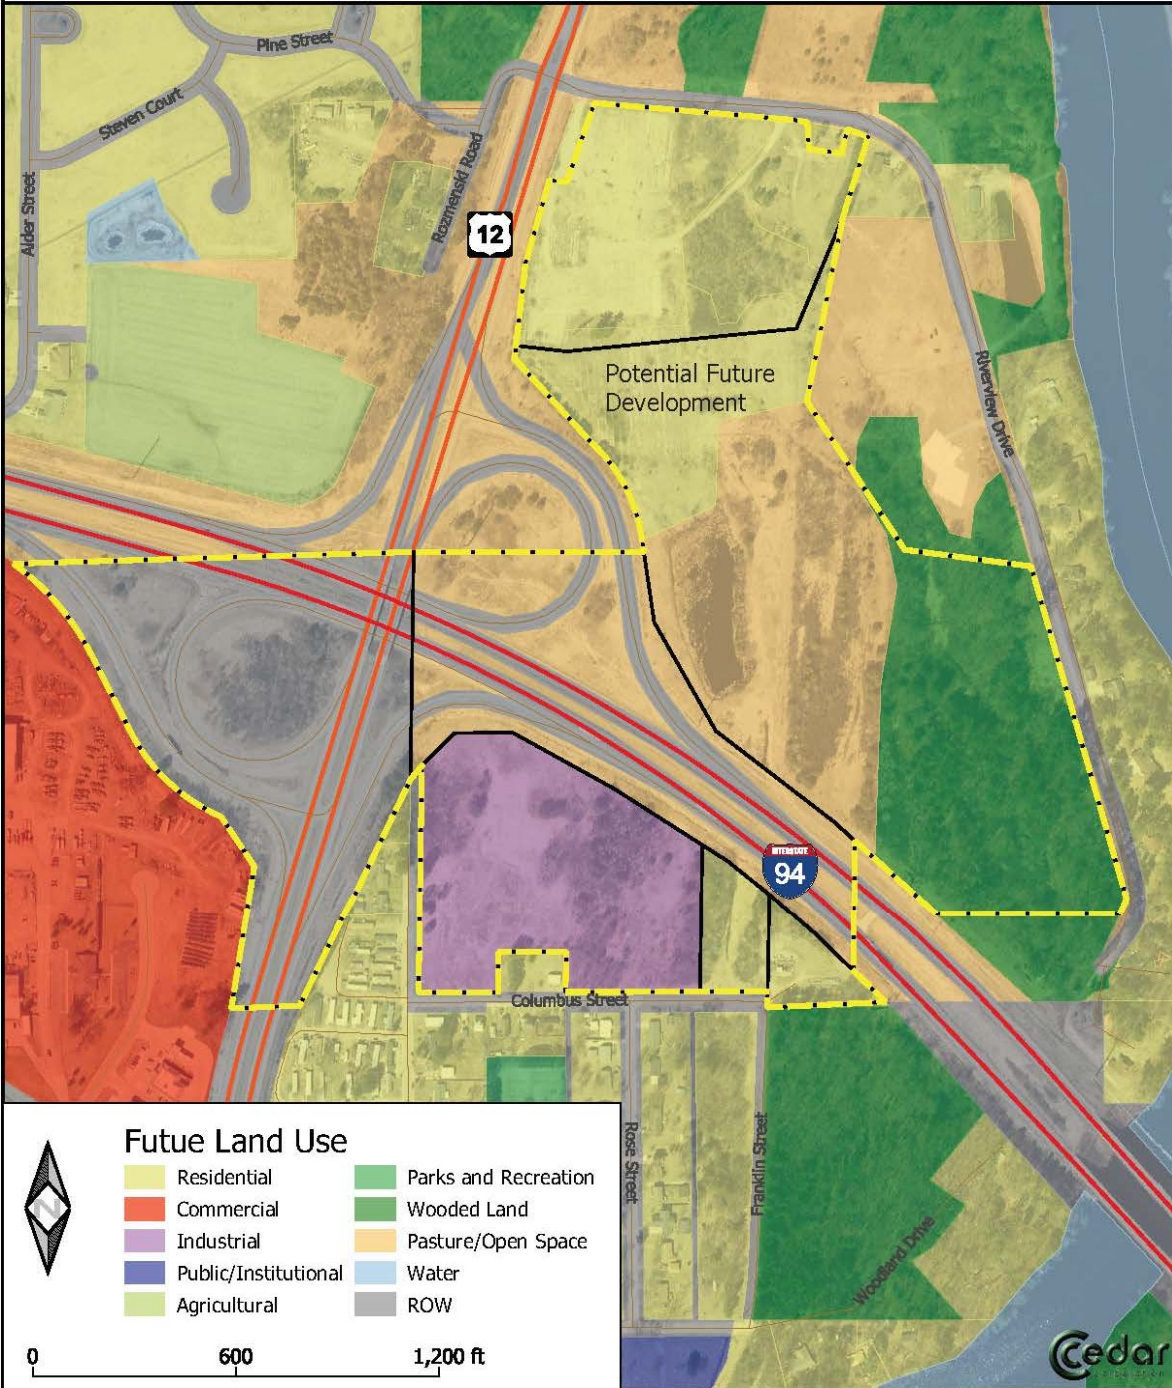 Pine Street
Steven Court
Alder Street
Rozmenski Road
12
Potential Future
Development
Riverview Drive
INTERSTATE
94
Columbus Street
Rose Street
Franklin Street
Woodland Drive
Futue Land Use
Residential
Commercial
Industrial
Public/Institutional
Agricultural
Parks and Recreation
Wooded Land
Pasture/Open Space
Water
ROW
N
0 600 1,200 ft
Cedar